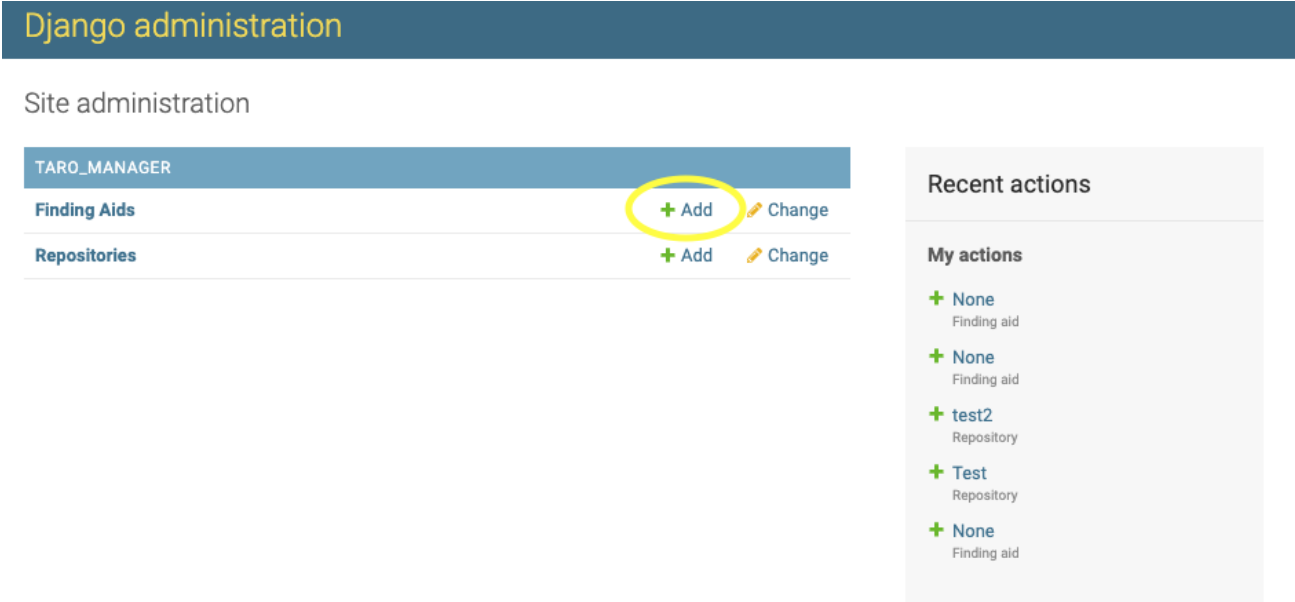 Django administration
Site administration
TARO_MANAGER
Finding Aids Add Change
Repositories Add Change
Recent actions
My actions
None
Finding aid
None
Finding aid
test2
Repository
Test
Repository
None
Finding aid